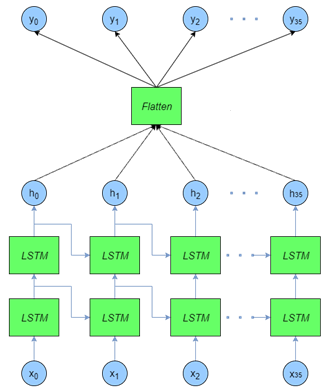 y0 y1 y2 y35
Flatten
h0 h1 h2 h35
LSTM LSTM LSTM LSTM
LSTM LSTM LSTM LSTM
x0 x1 x2 x35